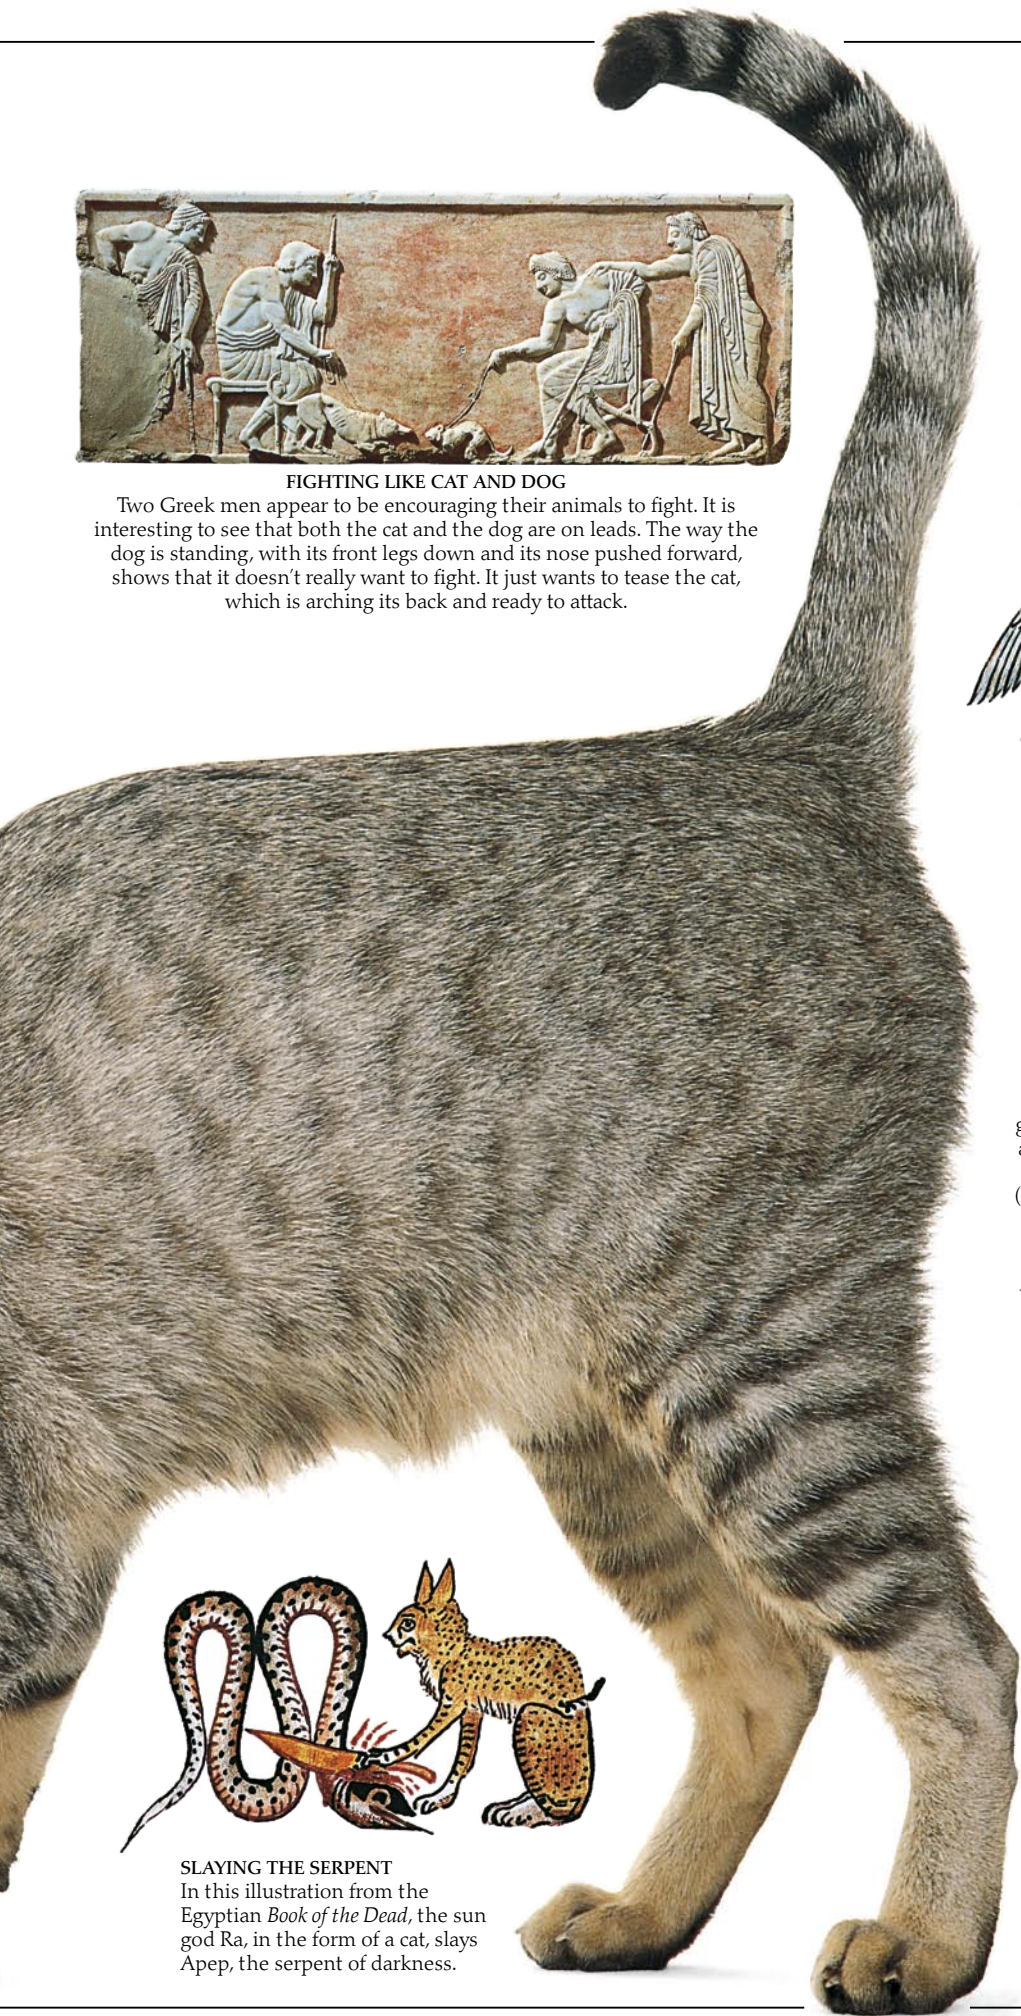 FIGHTING LIKE CAT AND DOG
Two Greek men appear to be encouraging their animals to fight. It is
interesting to see that both the cat and the dog are on leads. The way the
dog is standing, with its front legs down and its nose pushed forward,
shows that it doesn’t really want to fight. It just wants to tease the cat,
which is arching its back and ready to attack.
SLAYING THE SERPENT
In this illustration from the
Egyptian Book of the Dead, the sun
god Ra, in the form of a cat, slays
Apep, the serpent of darkness.